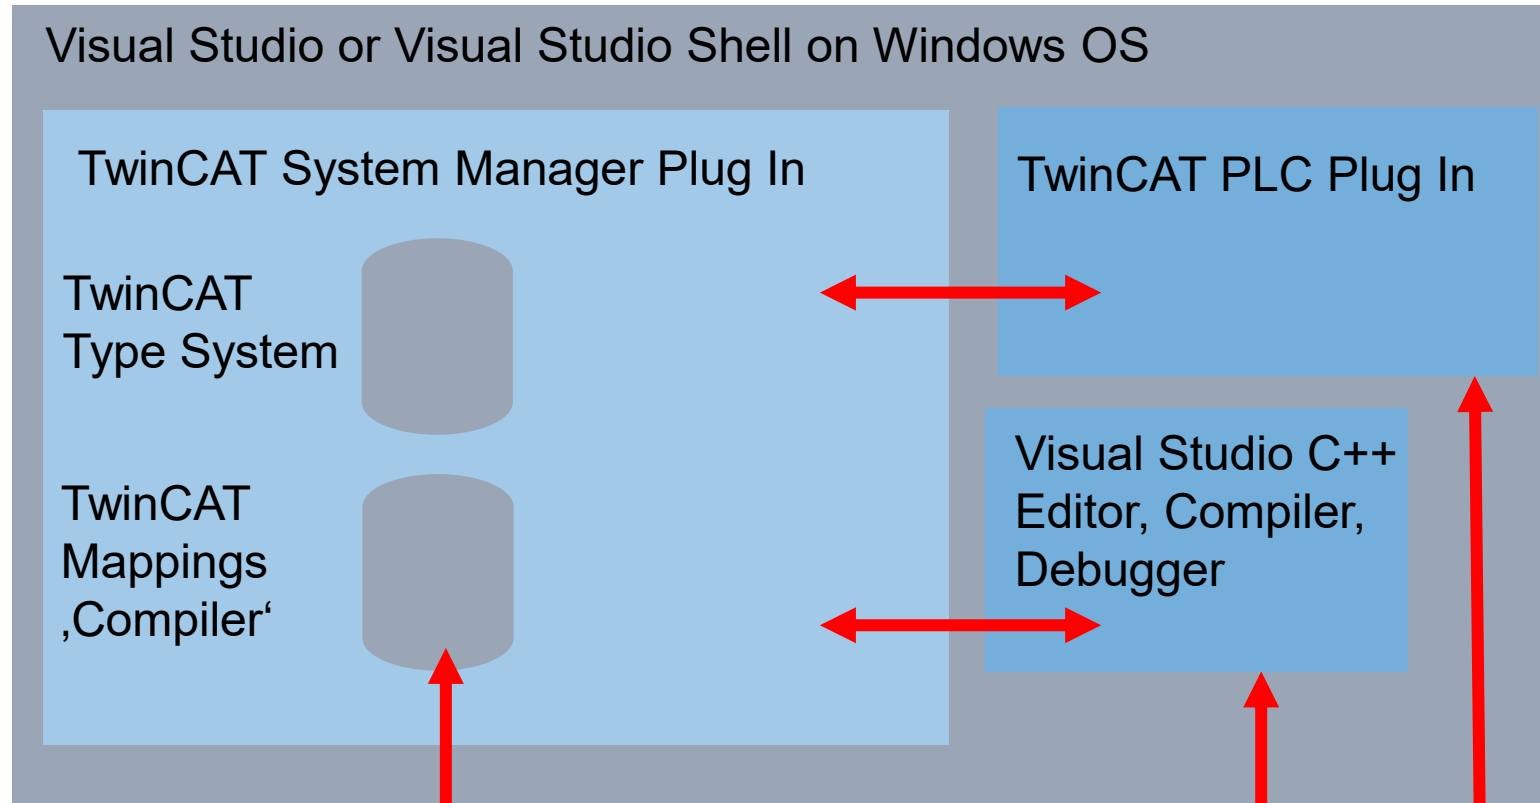 Visual Studio or Visual Studio Shell on Windows OS
TwinCAT System Manager Plug In
TwinCAT
Type System
TwinCAT
Mappings
‚Compiler‘
TwinCAT PLC Plug In
Visual Studio C++
Editor, Compiler,
Debugger